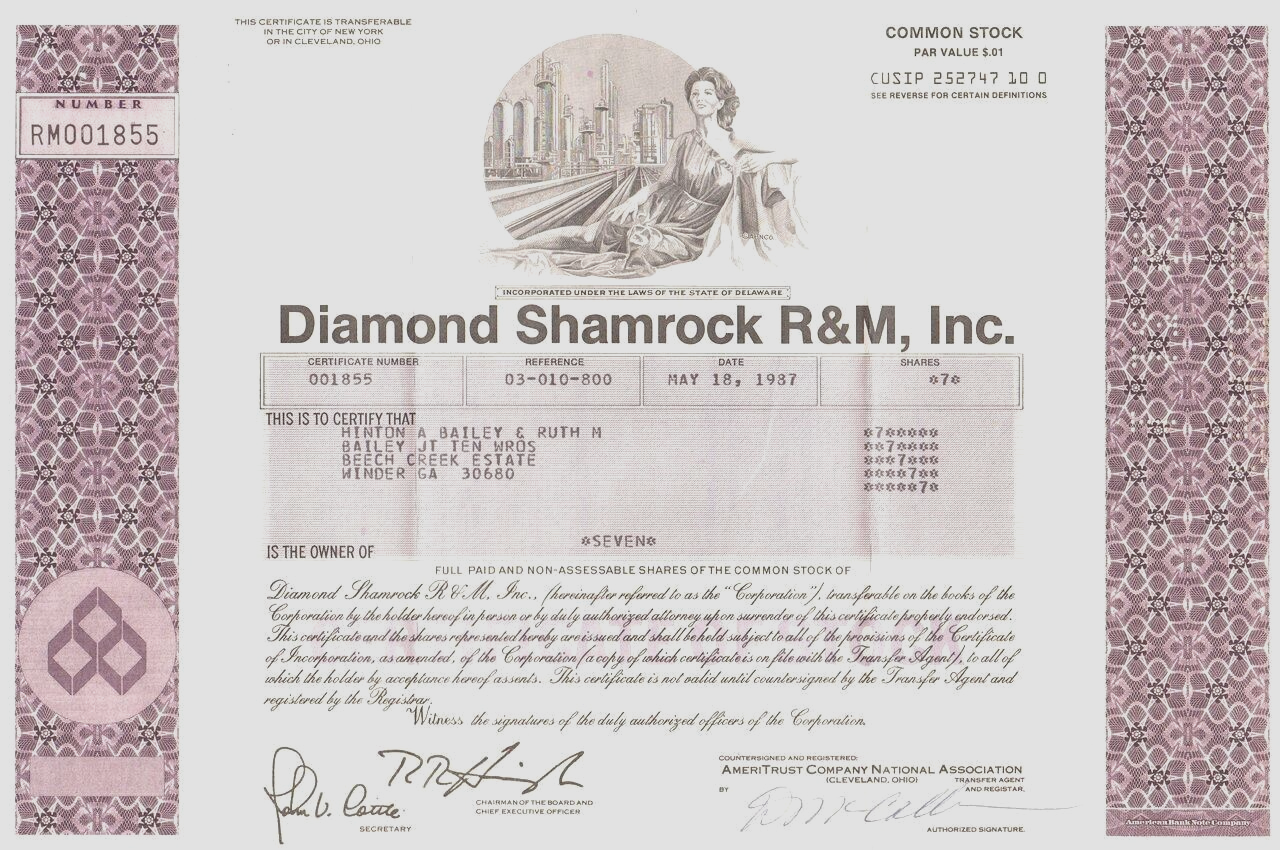 THIS CERTIFICATE IS TRANSFERABLE
IN THE CITY OF NEW YORK
OR IN CLEVELAND, OHIO
COMMON STOCK
PAR VALUE $.01
CUSIP 252747 10 0
SEE REVERSE FOR CERTAIN DEFINITIONS
NUMBER
RM001855
INCORPORATED UNDER THE LAWS OF THE STATE OF DELAWARE
Diamond Shamrock R&M, Inc.
CERTIFICATE NUMBER REFERENCE DATE SHARES
001855 03-010-800 MAY 18, 1987 *7*
THIS IS TO CERTIFY THAT
HINTON A BAILEY & RUTH M *7*****
BAILEY JT TEN WROS **7****
BEECH CREEK ESTATE ***7***
WINDER GA 30680 ****7**
*****7*
*SEVEN*
IS THE OWNER OF
FULL PAID AND NON-ASSESSABLE SHARES OF THE COMMON STOCK OF
Diamond Shamrock R & M, Inc., (hereinafter referred to as the "Corporation"), transferable on the books of the
Corporation by the holder hereof in person or by duly authorized attorney upon surrender of this certificate properly endorsed.
This certificate and the shares represented hereby are issued and shall be held subject to all of the provisions of the Certificate
of Incorporation, as amended, of the Corporation (a copy of which certificate is on file with the Transfer Agent), to all of
which the holder by acceptance hereof assents. This certificate is not valid until countersigned by the Transfer Agent and
registered by the Registrar.
Witness the signatures of the duly authorized officers of the Corporation.
CHAIRMAN OF THE BOARD AND
CHIEF EXECUTIVE OFFICER
SECRETARY
COUNTERSIGNED AND REGISTERED:
AMERITRUST COMPANY NATIONAL ASSOCIATION
(CLEVELAND, OHIO) TRANSFER AGENT
BY AND REGISTRAR,
AUTHORIZED SIGNATURE.
American Bank Note Company